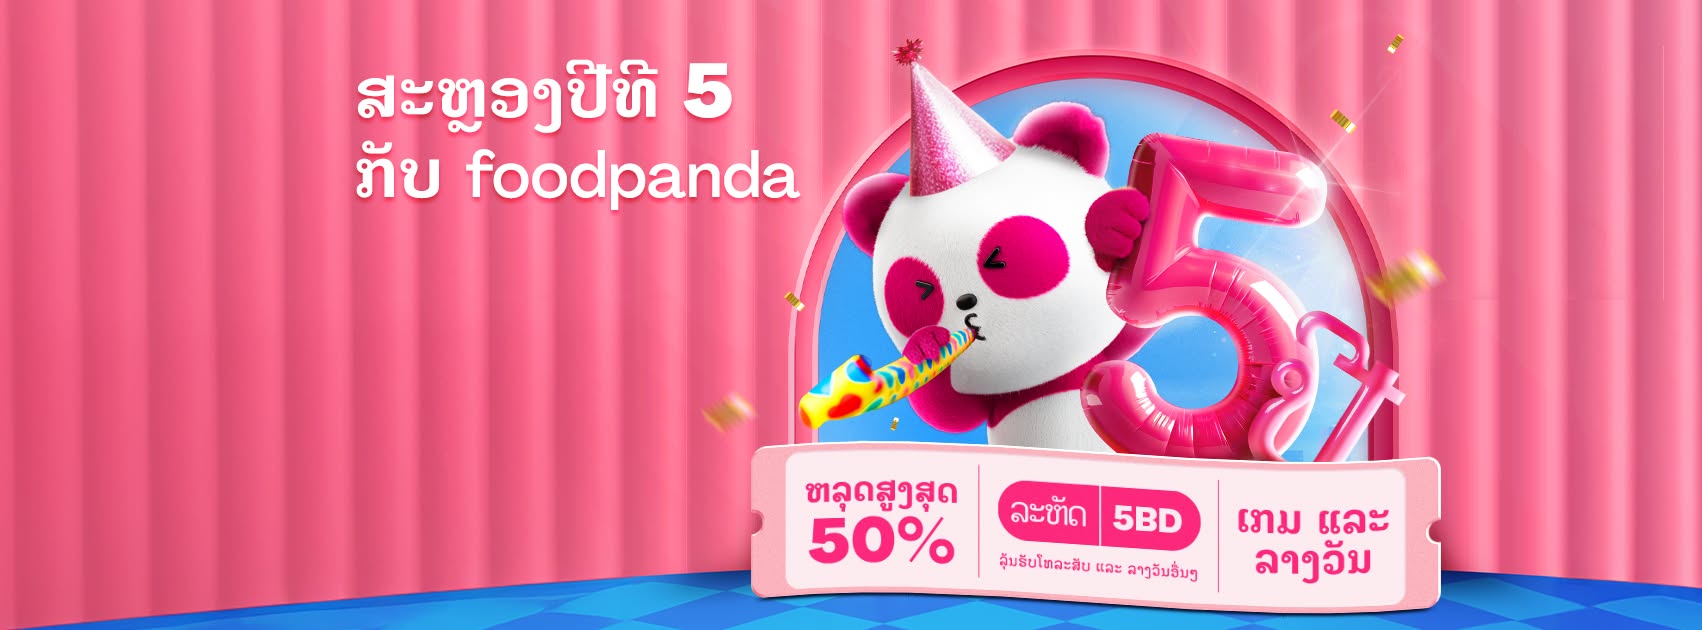 ສະຫຼອງປີທີ 5
ກັບ foodpanda
5 ປີ
ຫລຸດສູງສຸດ
50%
ລະຫັດ 5BD
ລຸ້ນຮັບໂທລະສັບ ແລະ ລາງວັນອື່ນໆ
ເກມ ແລະ
ລາງວັນ